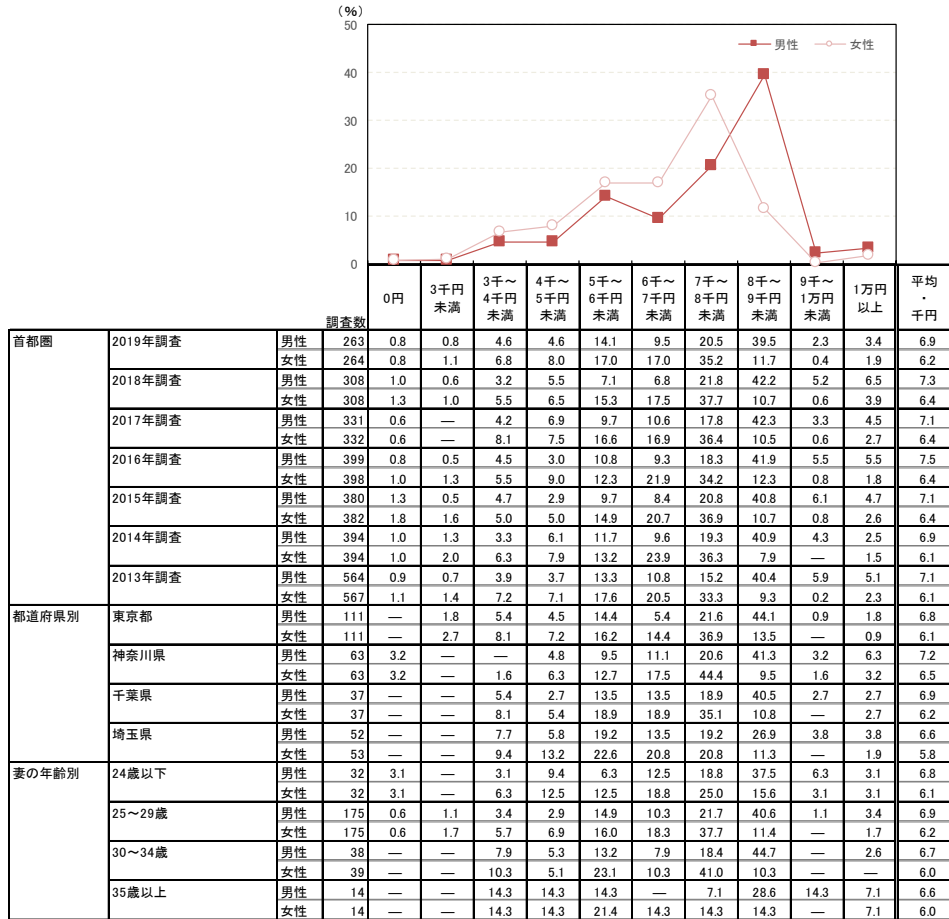 (%)
50
40
30
20
10
0
男性 女性
調査数 0円 3千円未満 3千～4千円未満 4千～5千円未満 5千～6千円未満 6千～7千円未満 7千～8千円未満 8千～9千円未満 9千～1万円未満 1万円以上 平均・千円
首都圏 2019年調査 男性 263 0.8 0.8 4.6 4.6 14.1 9.5 20.5 39.5 2.3 3.4 6.9
女性 264 0.8 1.1 6.8 8.0 17.0 17.0 35.2 11.7 0.4 1.9 6.2
2018年調査 男性 308 1.0 0.6 3.2 5.5 7.1 6.8 21.8 42.2 5.2 6.5 7.3
女性 308 1.3 1.0 5.5 6.5 15.3 17.5 37.7 10.7 0.6 3.9 6.4
2017年調査 男性 331 0.6 — 4.2 6.9 9.7 10.6 17.8 42.3 3.3 4.5 7.1
女性 332 0.6 — 8.1 7.5 16.6 16.9 36.4 10.5 0.6 2.7 6.4
2016年調査 男性 399 0.8 0.5 4.5 3.0 10.8 9.3 18.3 41.9 5.5 5.5 7.5
女性 398 1.0 1.3 5.5 9.0 12.3 21.9 34.2 12.3 0.8 1.8 6.4
2015年調査 男性 380 1.3 0.5 4.7 2.9 9.7 8.4 20.8 40.8 6.1 4.7 7.1
女性 382 1.8 1.6 5.0 5.0 14.9 20.7 36.9 10.7 0.8 2.6 6.4
2014年調査 男性 394 1.0 1.3 3.3 6.1 11.7 9.6 19.3 40.9 4.3 2.5 6.9
女性 394 1.0 2.0 6.3 7.9 13.2 23.9 36.3 7.9 — 1.5 6.1
2013年調査 男性 564 0.9 0.7 3.9 3.7 13.3 10.8 15.2 40.4 5.9 5.1 7.1
女性 567 1.1 1.4 7.2 7.1 17.6 20.5 33.3 9.3 0.2 2.3 6.1
都道府県別 東京都 男性 111 — 1.8 5.4 4.5 14.4 5.4 21.6 44.1 0.9 1.8 6.8
女性 111 — 2.7 8.1 7.2 16.2 14.4 36.9 13.5 — 0.9 6.1
神奈川県 男性 63 3.2 — — 4.8 9.5 11.1 20.6 41.3 3.2 6.3 7.2
女性 63 3.2 — 1.6 6.3 12.7 17.5 44.4 9.5 1.6 3.2 6.5
千葉県 男性 37 — — 5.4 2.7 13.5 13.5 18.9 40.5 2.7 2.7 6.9
女性 37 — — 8.1 5.4 18.9 18.9 35.1 10.8 — 2.7 6.2
埼玉県 男性 52 — — 7.7 5.8 19.2 13.5 19.2 26.9 3.8 3.8 6.6
女性 53 — — 9.4 13.2 22.6 20.8 20.8 11.3 — 1.9 5.8
妻の年齢別 24歳以下 男性 32 3.1 — 3.1 9.4 6.3 12.5 18.8 37.5 6.3 3.1 6.8
女性 32 3.1 — 6.3 12.5 12.5 18.8 25.0 15.6 3.1 3.1 6.1
25～29歳 男性 175 0.6 1.1 3.4 2.9 14.9 10.3 21.7 40.6 1.1 3.4 6.9
女性 175 0.6 1.7 5.7 6.9 16.0 18.3 37.7 11.4 — 1.7 6.2
30～34歳 男性 38 — — 7.9 5.3 13.2 7.9 18.4 44.7 — 2.6 6.7
女性 39 — — 10.3 5.1 23.1 10.3 41.0 10.3 — — 6.0
35歳以上 男性 14 — — 14.3 14.3 14.3 — 7.1 28.6 14.3 7.1 6.6
女性 14 — — 14.3 14.3 21.4 14.3 14.3 14.3 — 7.1 6.0